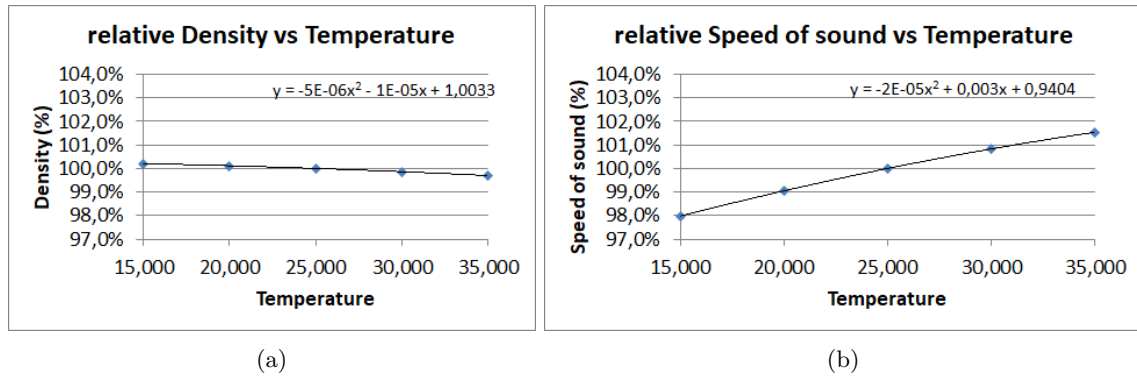 relative Density vs Temperature
104,0%
103,0%
102,0%
101,0%
100,0%
99,0%
98,0%
97,0%
Density (%)
y = -5E-06x² - 1E-05x + 1,0033
15,000 20,000 25,000 30,000 35,000
Temperature
(a)
relative Speed of sound vs Temperature
104,0%
103,0%
102,0%
101,0%
100,0%
99,0%
98,0%
97,0%
Speed of sound (%)
y = -2E-05x² + 0,003x + 0,9404
15,000 20,000 25,000 30,000 35,000
Temperature
(b)